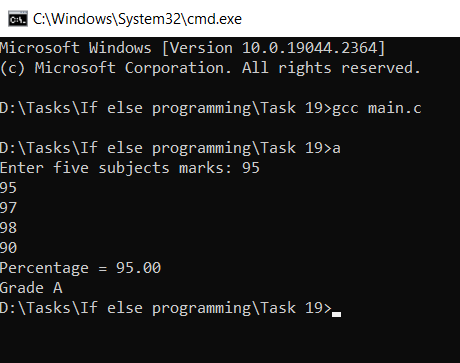 C:\Windows\System32\cmd.exe
Microsoft Windows [Version 10.0.19044.2364]
(c) Microsoft Corporation. All rights reserved.
D:\Tasks\If else programming\Task 19>gcc main.c
D:\Tasks\If else programming\Task 19>a
Enter five subjects marks: 95
95
97
98
90
Percentage = 95.00
Grade A
D:\Tasks\If else programming\Task 19>